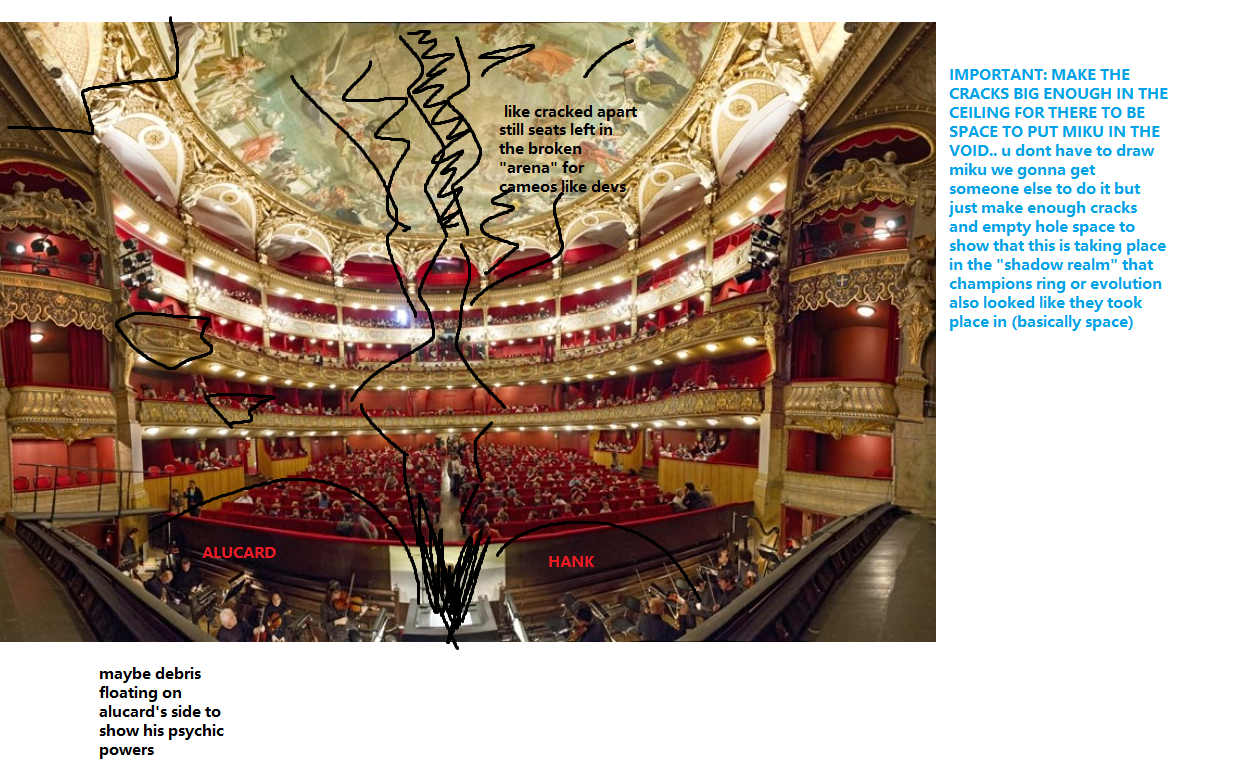 IMPORTANT: MAKE THE
CRACKS BIG ENOUGH IN THE
CEILING FOR THERE TO BE
SPACE TO PUT MIKU IN THE
VOID.. u dont have to draw
miku we gonna get
someone else to do it but
just make enough cracks
and empty hole space to
show that this is taking place
in the "shadow realm" that
champions ring or evolution
also looked like they took
place in (basically space)
like cracked apart
still seats left in
the broken
"arena" for
cameos like devs
ALUCARD
HANK
maybe debris
floating on
alucard's side to
show his psychic
powers